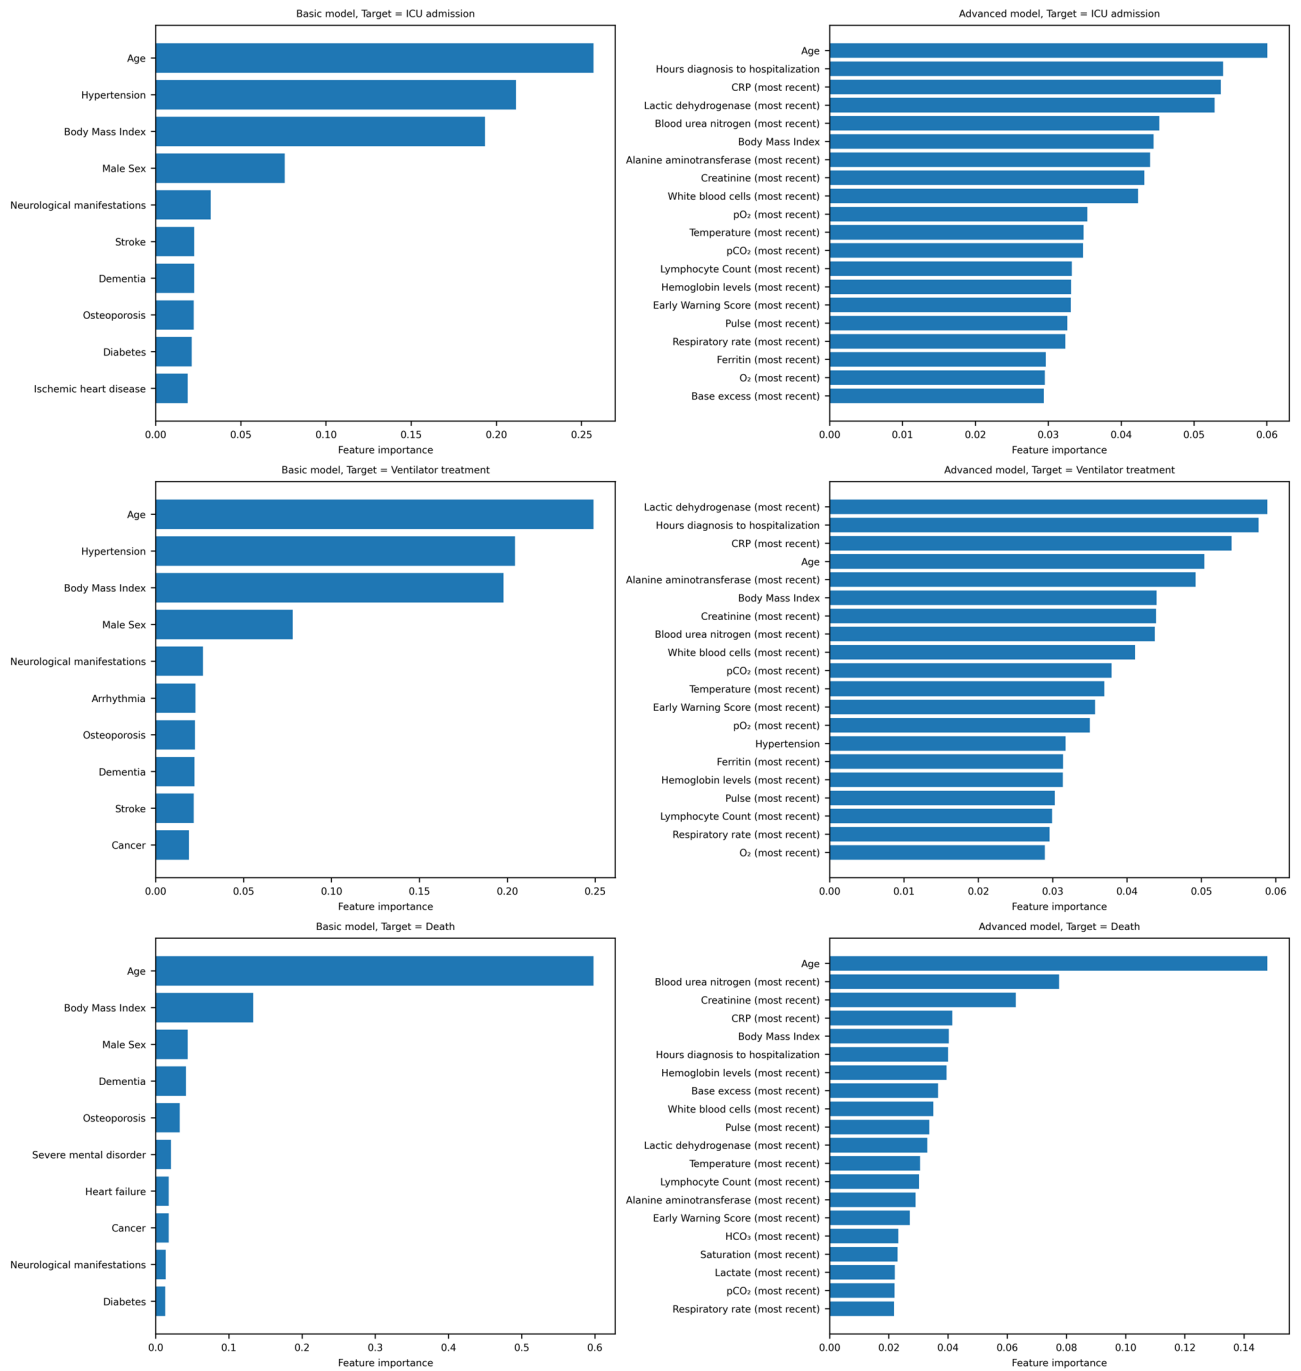 Basic model, Target = ICU admission
Age
Hypertension
Body Mass Index
Male Sex
Neurological manifestations
Stroke
Dementia
Osteoporosis
Diabetes
Ischemic heart disease
0.00 0.05 0.10 0.15 0.20 0.25
Feature importance
Advanced model, Target = ICU admission
Age
Hours diagnosis to hospitalization
CRP (most recent)
Lactic dehydrogenase (most recent)
Blood urea nitrogen (most recent)
Body Mass Index
Alanine aminotransferase (most recent)
Creatinine (most recent)
White blood cells (most recent)
pO₂ (most recent)
Temperature (most recent)
pCO₂ (most recent)
Lymphocyte Count (most recent)
Hemoglobin levels (most recent)
Early Warning Score (most recent)
Pulse (most recent)
Respiratory rate (most recent)
Ferritin (most recent)
O₂ (most recent)
Base excess (most recent)
0.00 0.01 0.02 0.03 0.04 0.05 0.06
Feature importance
Basic model, Target = Ventilator treatment
Age
Hypertension
Body Mass Index
Male Sex
Neurological manifestations
Arrhythmia
Osteoporosis
Dementia
Stroke
Cancer
0.00 0.05 0.10 0.15 0.20 0.25
Feature importance
Advanced model, Target = Ventilator treatment
Lactic dehydrogenase (most recent)
Hours diagnosis to hospitalization
CRP (most recent)
Age
Alanine aminotransferase (most recent)
Body Mass Index
Creatinine (most recent)
Blood urea nitrogen (most recent)
White blood cells (most recent)
pCO₂ (most recent)
Temperature (most recent)
Early Warning Score (most recent)
pO₂ (most recent)
Hypertension
Ferritin (most recent)
Hemoglobin levels (most recent)
Pulse (most recent)
Lymphocyte Count (most recent)
Respiratory rate (most recent)
O₂ (most recent)
0.00 0.01 0.02 0.03 0.04 0.05 0.06
Feature importance
Basic model, Target = Death
Age
Body Mass Index
Male Sex
Dementia
Osteoporosis
Severe mental disorder
Heart failure
Cancer
Neurological manifestations
Diabetes
0.0 0.1 0.2 0.3 0.4 0.5 0.6
Feature importance
Advanced model, Target = Death
Age
Blood urea nitrogen (most recent)
Creatinine (most recent)
CRP (most recent)
Body Mass Index
Hours diagnosis to hospitalization
Hemoglobin levels (most recent)
Base excess (most recent)
White blood cells (most recent)
Pulse (most recent)
Lactic dehydrogenase (most recent)
Temperature (most recent)
Lymphocyte Count (most recent)
Alanine aminotransferase (most recent)
Early Warning Score (most recent)
HCO₃ (most recent)
Saturation (most recent)
Lactate (most recent)
pCO₂ (most recent)
Respiratory rate (most recent)
0.00 0.02 0.04 0.06 0.08 0.10 0.12 0.14
Feature importance